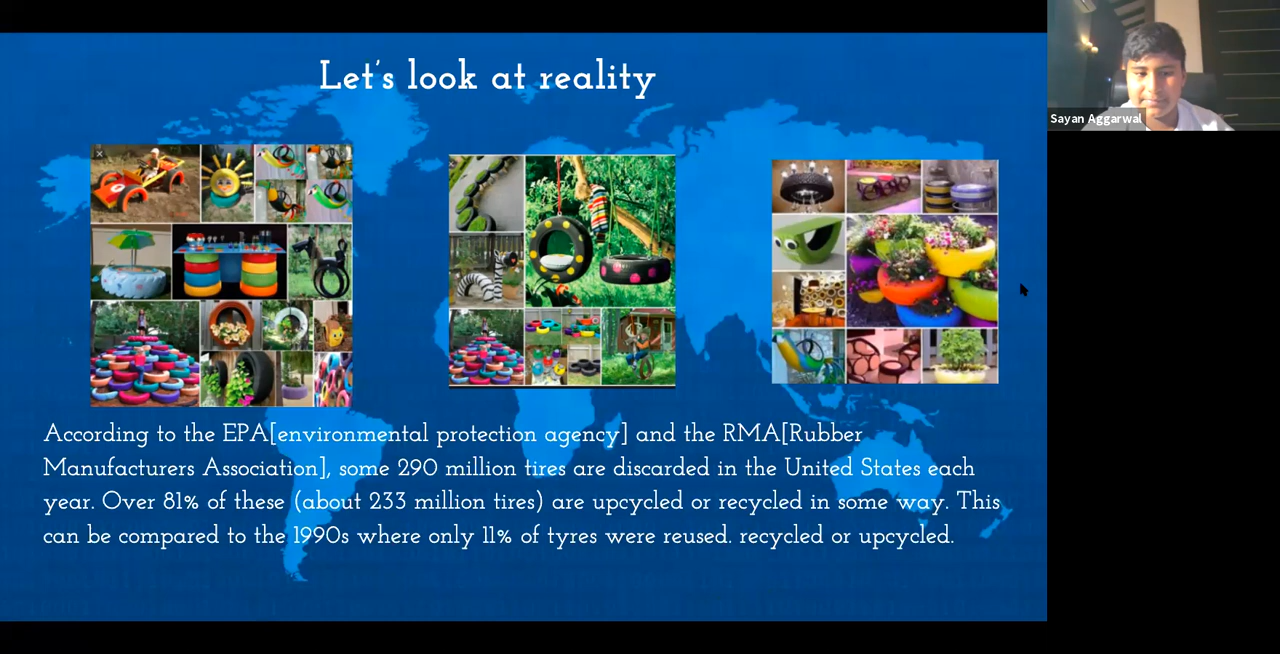 Let's look at reality
Sayan Aggarwal
According to the EPA[environmental protection agency] and the RMA[Rubber
Manufacturers Association], some 290 million tires are discarded in the United States each
year. Over 81% of these (about 233 million tires) are upcycled or recycled in some way. This
can be compared to the 1990s where only 11% of tyres were reused. recycled or upcycled.